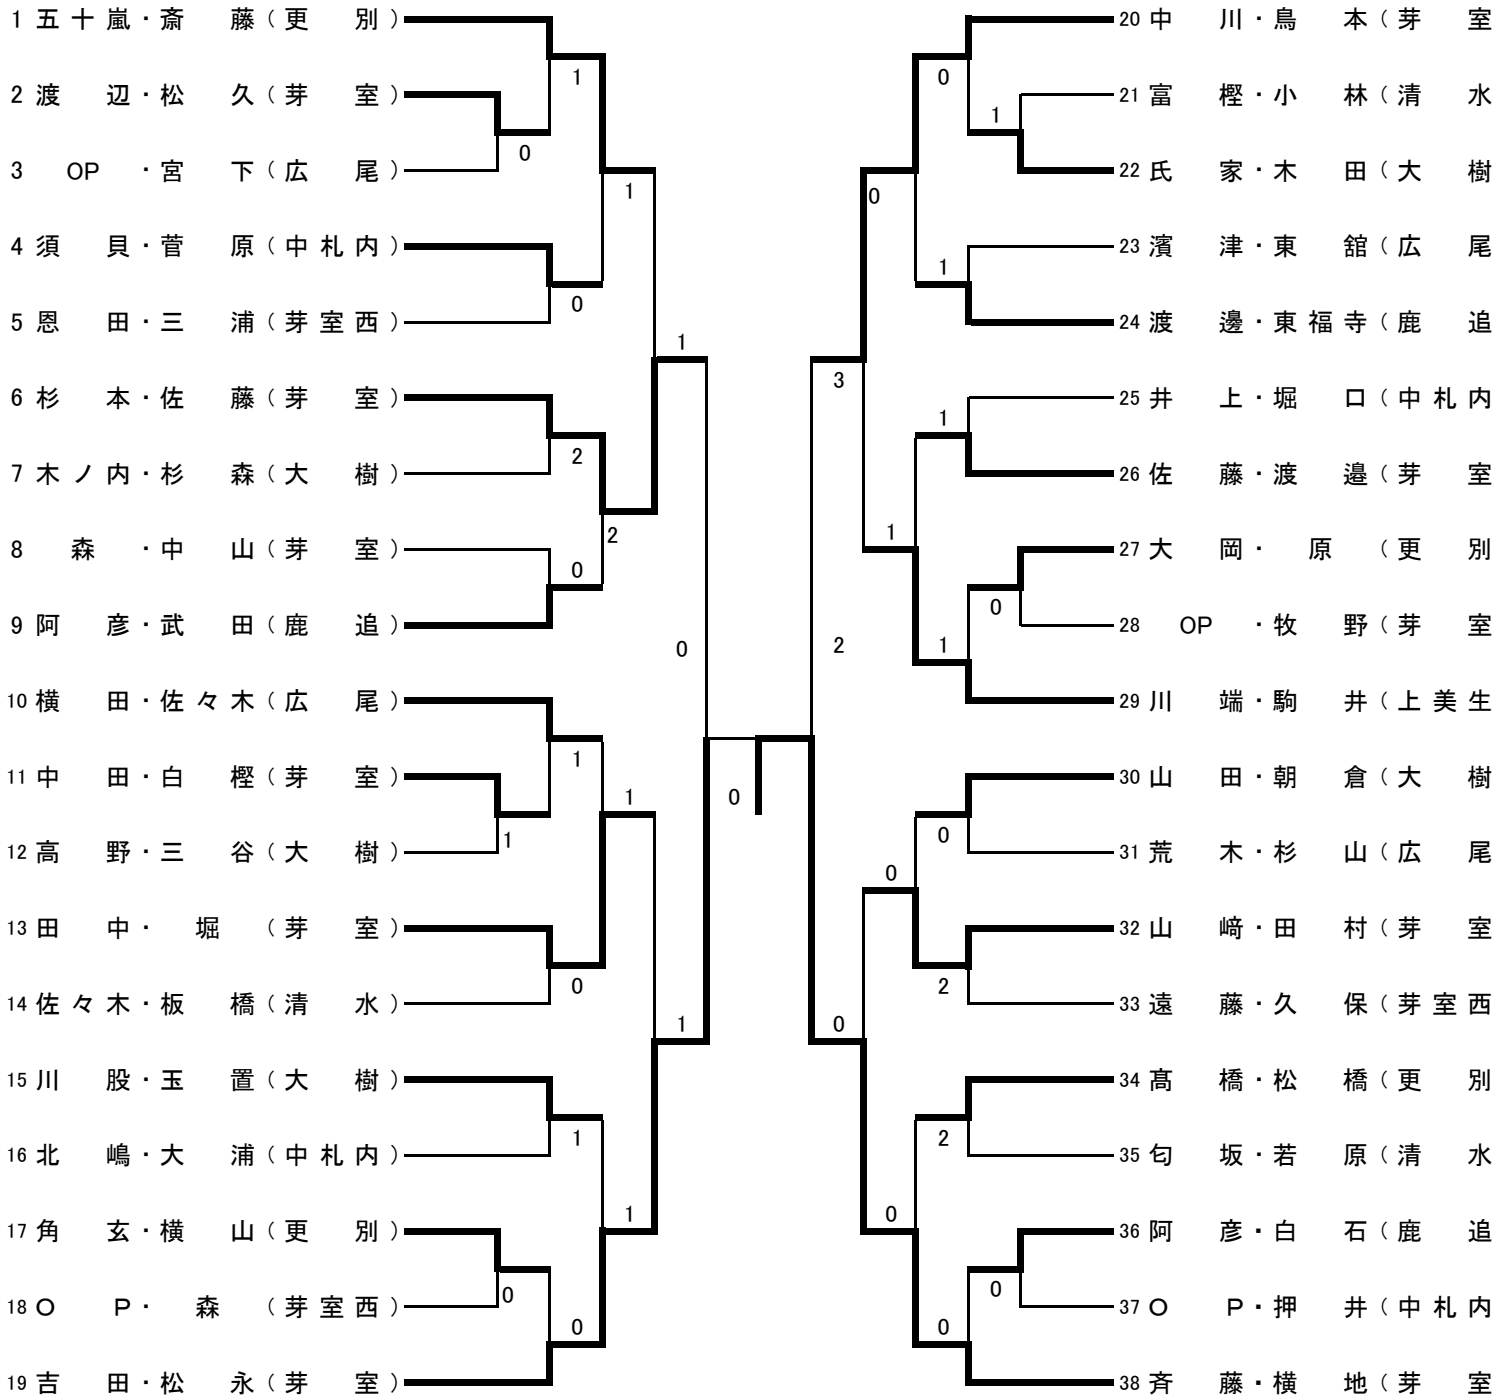 1 五十嵐・斎藤（更別）
2 渡辺・松久（芽室）
3 OP・宮下（広尾）
4 須貝・菅原（中札内）
5 恩田・三浦（芽室西）
6 杉本・佐藤（芽室）
7 木ノ内・杉森（大樹）
8 森・中山（芽室）
9 阿彦・武田（鹿追）
10 横田・佐々木（広尾）
11 中田・白樫（芽室）
12 高野・三谷（大樹）
13 田中・堀（芽室）
14 佐々木・板橋（清水）
15 川股・玉置（大樹）
16 北嶋・大浦（中札内）
17 角玄・横山（更別）
18 ＯＰ・森（芽室西）
19 吉田・松永（芽室）
1
0
0
2
0
1
1
0
1
0
0
1
2
1
1
1
1
0
0
3
2
0
0
1
0
0
0
1
1
1
1
0
0
2
2
0
1
0
0
20 中川・鳥本（芽室
21 富樫・小林（清水
22 氏家・木田（大樹
23 濱津・東舘（広尾
24 渡邊・東福寺（鹿追
25 井上・堀口（中札内
26 佐藤・渡邉（芽室
27 大岡・原（更別
28 OP・牧野（芽室
29 川端・駒井（上美生
30 山田・朝倉（大樹
31 荒木・杉山（広尾
32 山﨑・田村（芽室
33 遠藤・久保（芽室西
34 髙橋・松橋（更別
35 匂坂・若原（清水
36 阿彦・白石（鹿追
37 ＯＰ・押井（中札内
38 斉藤・横地（芽室